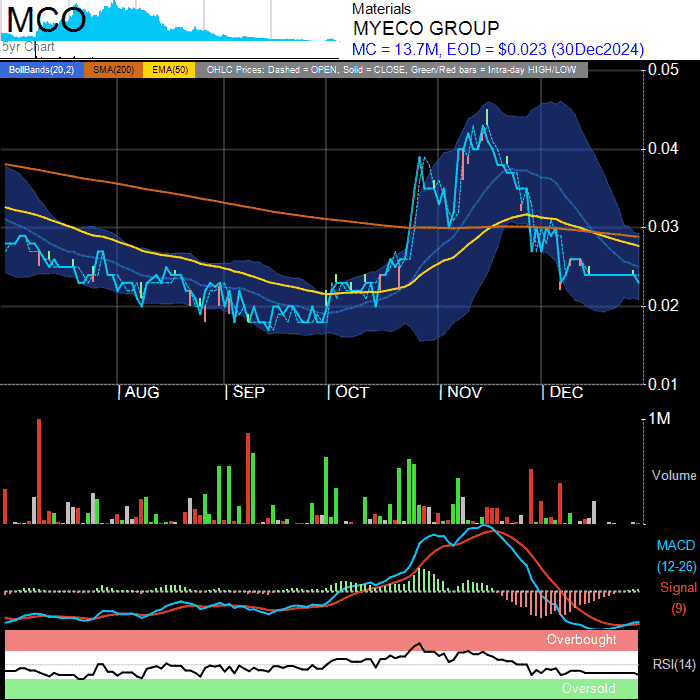 MCO
5yr Chart
Materials
MYECO GROUP
MC = 13.7M, EOD = $0.023 (30Dec2024)
BollBands(20,2) SMA(200) EMA(50) OHLC Prices: Dashed = OPEN, Solid = CLOSE, Green/Red bars = Intra-day HIGH/LOW
0.05
0.04
0.03
0.02
0.01
AUG SEP OCT NOV DEC
1M
Volume
MACD
(12-26)
Signal
(9)
Overbought
RSI(14)
Oversold